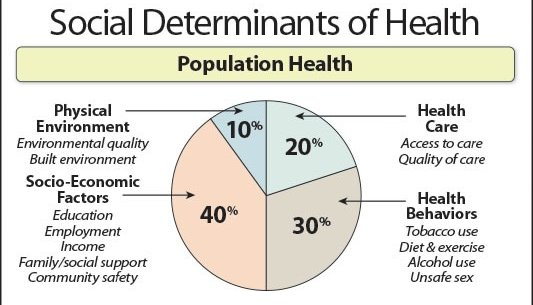 Social Determinants of Health
Population Health
Physical
Environment
Environmental quality
Built environment
Socio-Economic
Factors
Education
Employment
Income
Family/social support
Community safety
10%
20%
40%
30%
Health
Care
Access to care
Quality of care
Health
Behaviors
Tobacco use
Diet & exercise
Alcohol use
Unsafe sex